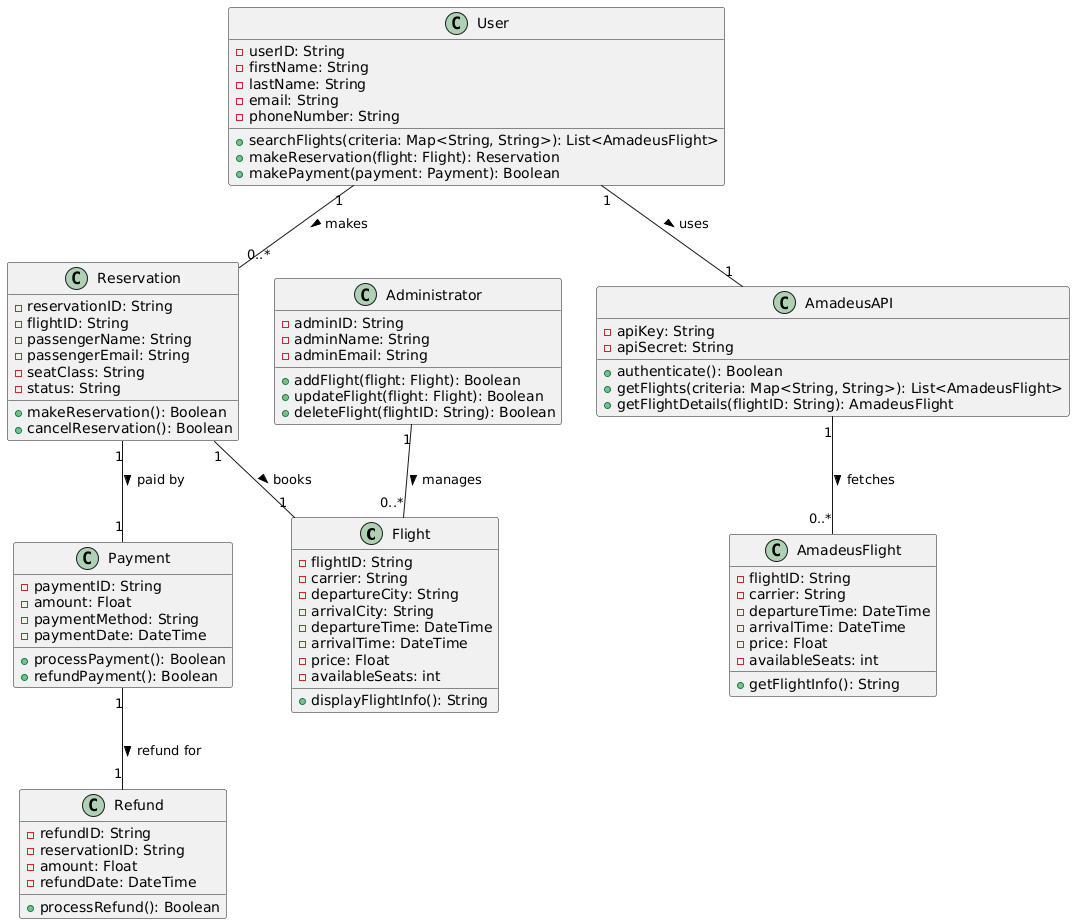 C User
userID: String
firstName: String
lastName: String
email: String
phoneNumber: String
searchFlights(criteria: Map<String, String>): List<AmadeusFlight>
makeReservation(flight: Flight): Reservation
makePayment(payment: Payment): Boolean
1
makes
0..*
1
uses
1
C Reservation
reservationID: String
flightID: String
passengerName: String
passengerEmail: String
seatClass: String
status: String
makeReservation(): Boolean
cancelReservation(): Boolean
C Administrator
adminID: String
adminName: String
adminEmail: String
addFlight(flight: Flight): Boolean
updateFlight(flight: Flight): Boolean
deleteFlight(flightID: String): Boolean
C AmadeusAPI
apiKey: String
apiSecret: String
authenticate(): Boolean
getFlights(criteria: Map<String, String>): List<AmadeusFlight>
getFlightDetails(flightID: String): AmadeusFlight
1
paid by
1
1
books
1
1
manages
0..*
1
fetches
0..*
C Payment
paymentID: String
amount: Float
paymentMethod: String
paymentDate: DateTime
processPayment(): Boolean
refundPayment(): Boolean
C Flight
flightID: String
carrier: String
departureCity: String
arrivalCity: String
departureTime: DateTime
arrivalTime: DateTime
price: Float
availableSeats: int
displayFlightInfo(): String
C AmadeusFlight
flightID: String
carrier: String
departureTime: DateTime
arrivalTime: DateTime
price: Float
availableSeats: int
getFlightInfo(): String
1
refund for
1
C Refund
refundID: String
reservationID: String
amount: Float
refundDate: DateTime
processRefund(): Boolean